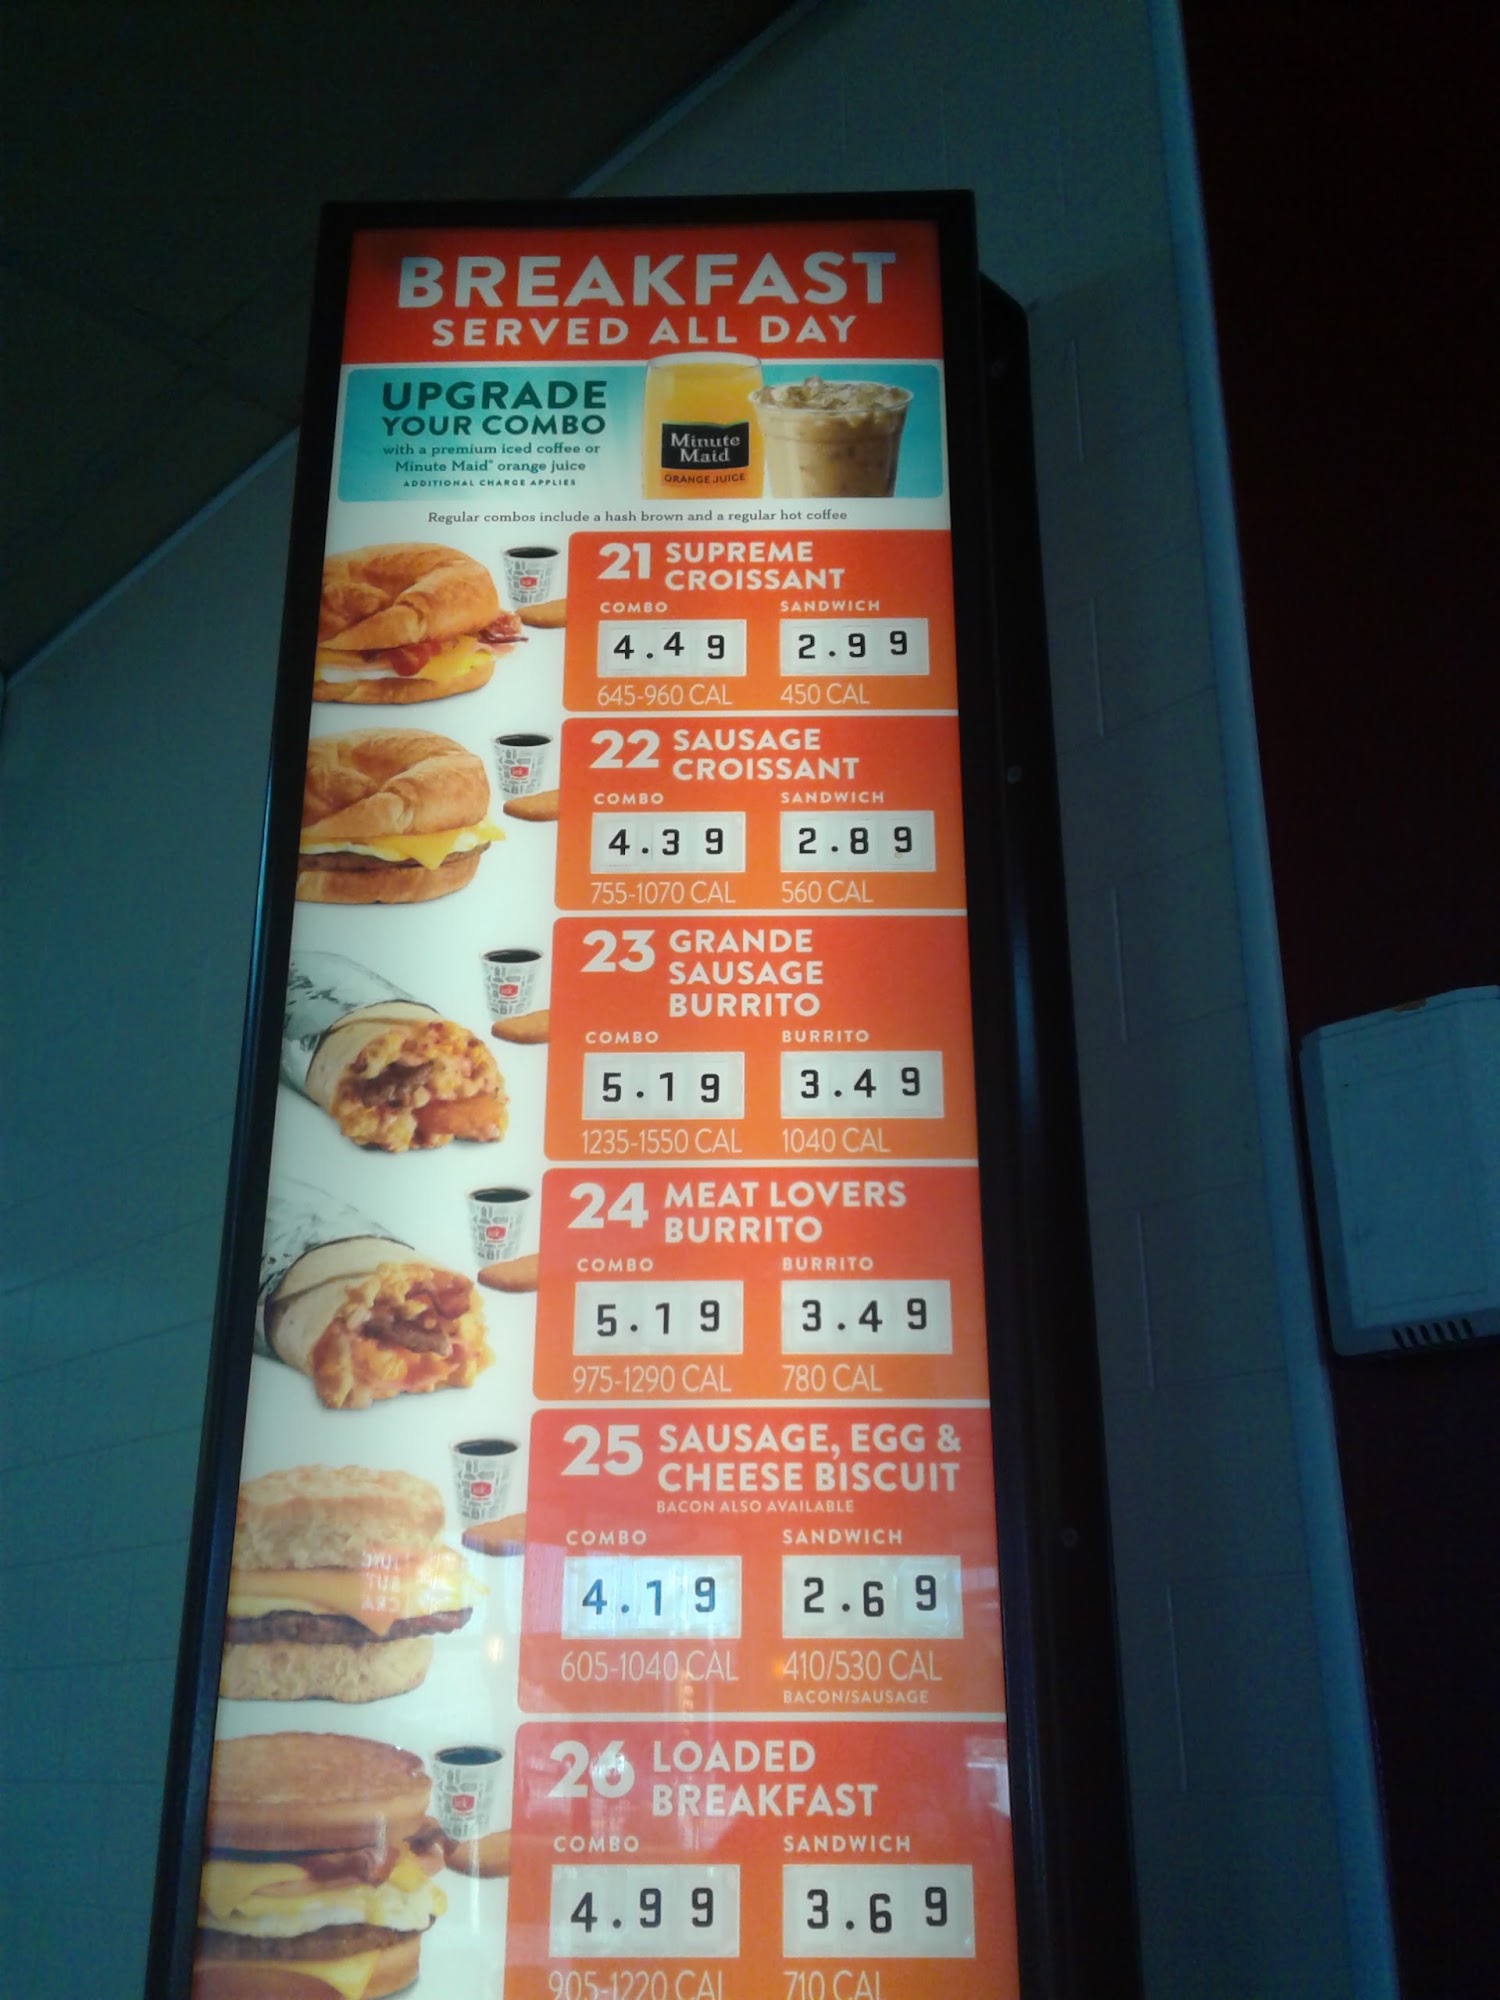 BREAKFAST
SERVED ALL DAY
UPGRADE
YOUR COMBO
with a premium iced coffee or
Minute Maid® orange juice
ADDITIONAL CHARGE APPLIES
Minute
Maid
ORANGE JUICE
Regular combos include a hash brown and a regular hot coffee
21 SUPREME
CROISSANT
COMBO SANDWICH
4.49 2.99
645-960 CAL 450 CAL
22 SAUSAGE
CROISSANT
COMBO SANDWICH
4.39 2.89
755-1070 CAL 560 CAL
23 GRANDE
SAUSAGE
BURRITO
COMBO BURRITO
5.19 3.49
1235-1550 CAL 1040 CAL
24 MEAT LOVERS
BURRITO
COMBO BURRITO
5.19 3.49
975-1290 CAL 780 CAL
25 SAUSAGE, EGG &
CHEESE BISCUIT
BACON ALSO AVAILABLE
COMBO SANDWICH
4.19 2.69
605-1040 CAL 410/530 CAL
BACON/SAUSAGE
26 LOADED
BREAKFAST
COMBO SANDWICH
4.99 3.69
905-1220 CAL 710 CAL